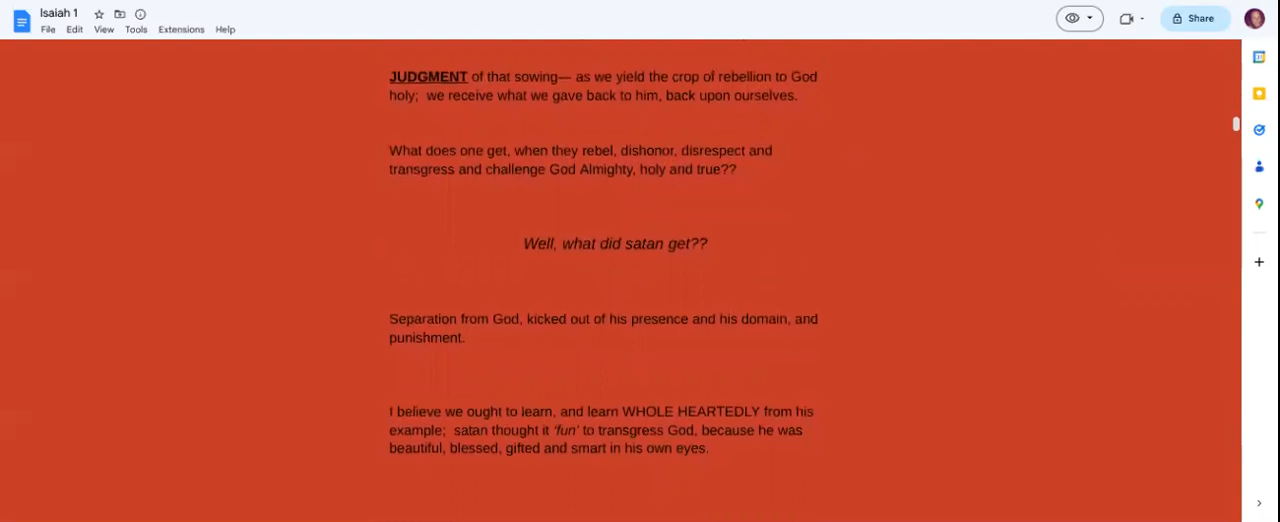 Isaiah 1
File Edit View Tools Extensions Help
Share
JUDGMENT of that sowing— as we yield the crop of rebellion to God
holy;  we receive what we gave back to him, back upon ourselves.
What does one get, when they rebel, dishonor, disrespect and
transgress and challenge God Almighty, holy and true??
Well, what did satan get??
Separation from God, kicked out of his presence and his domain, and
punishment.
I believe we ought to learn, and learn WHOLE HEARTEDLY from his
example;  satan thought it ‘fun’ to transgress God, because he was
beautiful, blessed, gifted and smart in his own eyes.